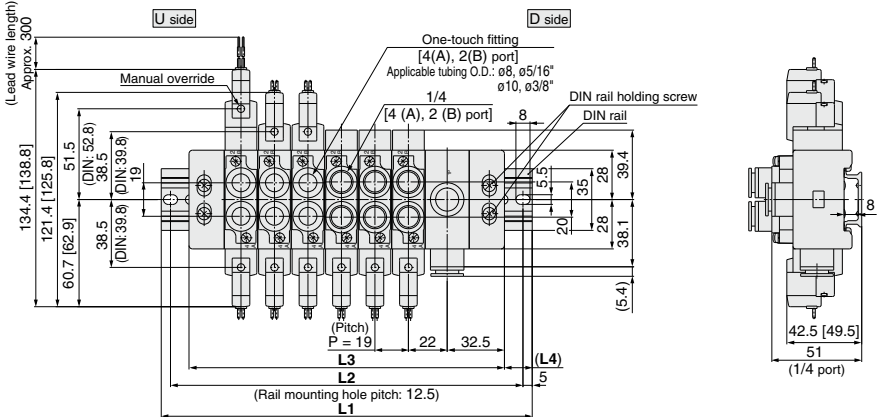 U side
D side
(Lead wire length)
Approx. 300
Manual override
One-touch fitting
[4(A), 2(B) port]
Applicable tubing O.D.: ø8, ø5/16"
ø10, ø3/8"
1/4
[4 (A), 2 (B) port]
DIN rail holding screw
DIN rail
8
134.4 [138.8]
121.4 [125.8]
60.7 [62.9]
51.5
(DIN: 52.8)
38.5
(DIN: 39.8)
19
38.5
(DIN: 39.8)
5.5
20
35
28
28
39.4
38.1
(5.4)
(Pitch)
P = 19
22
32.5
L3
(L4)
L2
5
(Rail mounting hole pitch: 12.5)
L1
8
42.5 [49.5]
51
(1/4 port)